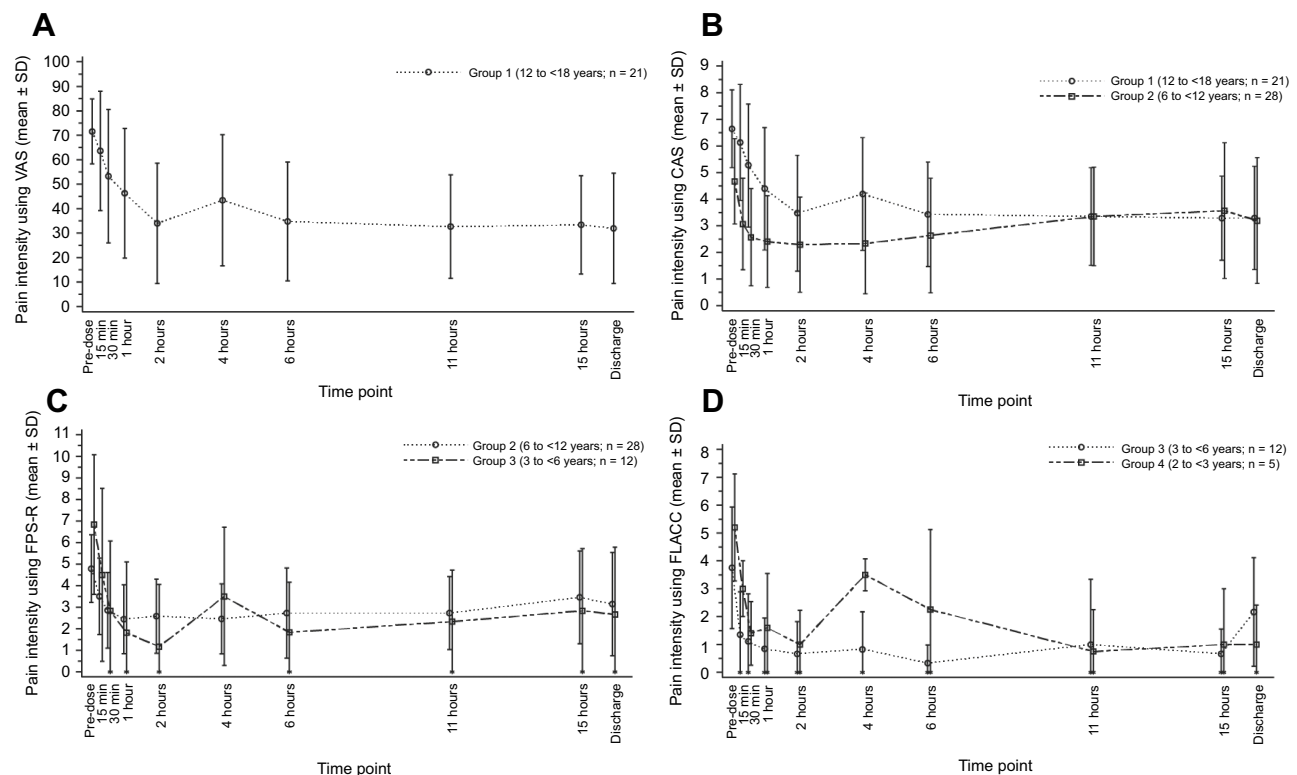 A
Pain intensity using VAS (mean ± SD)
100
90
80
70
60
50
40
30
20
10
0
Group 1 (12 to <18 years; n = 21)
Pre-dose
15 min
30 min
1 hour
2 hours
4 hours
6 hours
11 hours
15 hours
Discharge
Time point
B
Pain intensity using CAS (mean ± SD)
9
8
7
6
5
4
3
2
1
0
Group 1 (12 to <18 years; n = 21)
Group 2 (6 to <12 years; n = 28)
Pre-dose
15 min
30 min
1 hour
2 hours
4 hours
6 hours
11 hours
15 hours
Discharge
Time point
C
Pain intensity using FPS-R (mean ± SD)
11
10
9
8
7
6
5
4
3
2
1
0
Group 2 (6 to <12 years; n = 28)
Group 3 (3 to <6 years; n = 12)
Pre-dose
15 min
30 min
1 hour
2 hours
4 hours
6 hours
11 hours
15 hours
Discharge
Time point
D
Pain intensity using FLACC (mean ± SD)
8
7
6
5
4
3
2
1
0
Group 3 (3 to <6 years; n = 12)
Group 4 (2 to <3 years; n = 5)
Pre-dose
15 min
30 min
1 hour
2 hours
4 hours
6 hours
11 hours
15 hours
Discharge
Time point